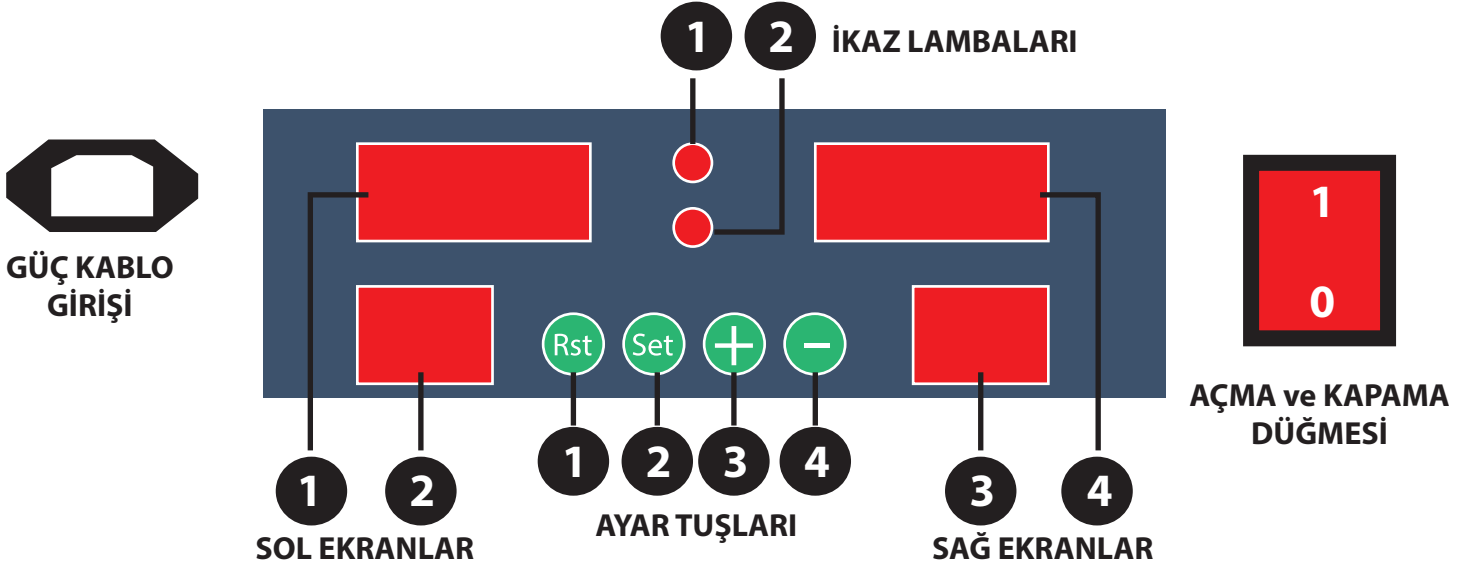 1 2 İKAZ LAMBALARI
GÜÇ KABLO
GİRİŞİ
1
0
AÇMA ve KAPAMA
DÜĞMESİ
Rst Set + -
1 2 1 2 3 4 3 4
SOL EKRANLAR
AYAR TUŞLARI
SAĞ EKRANLAR